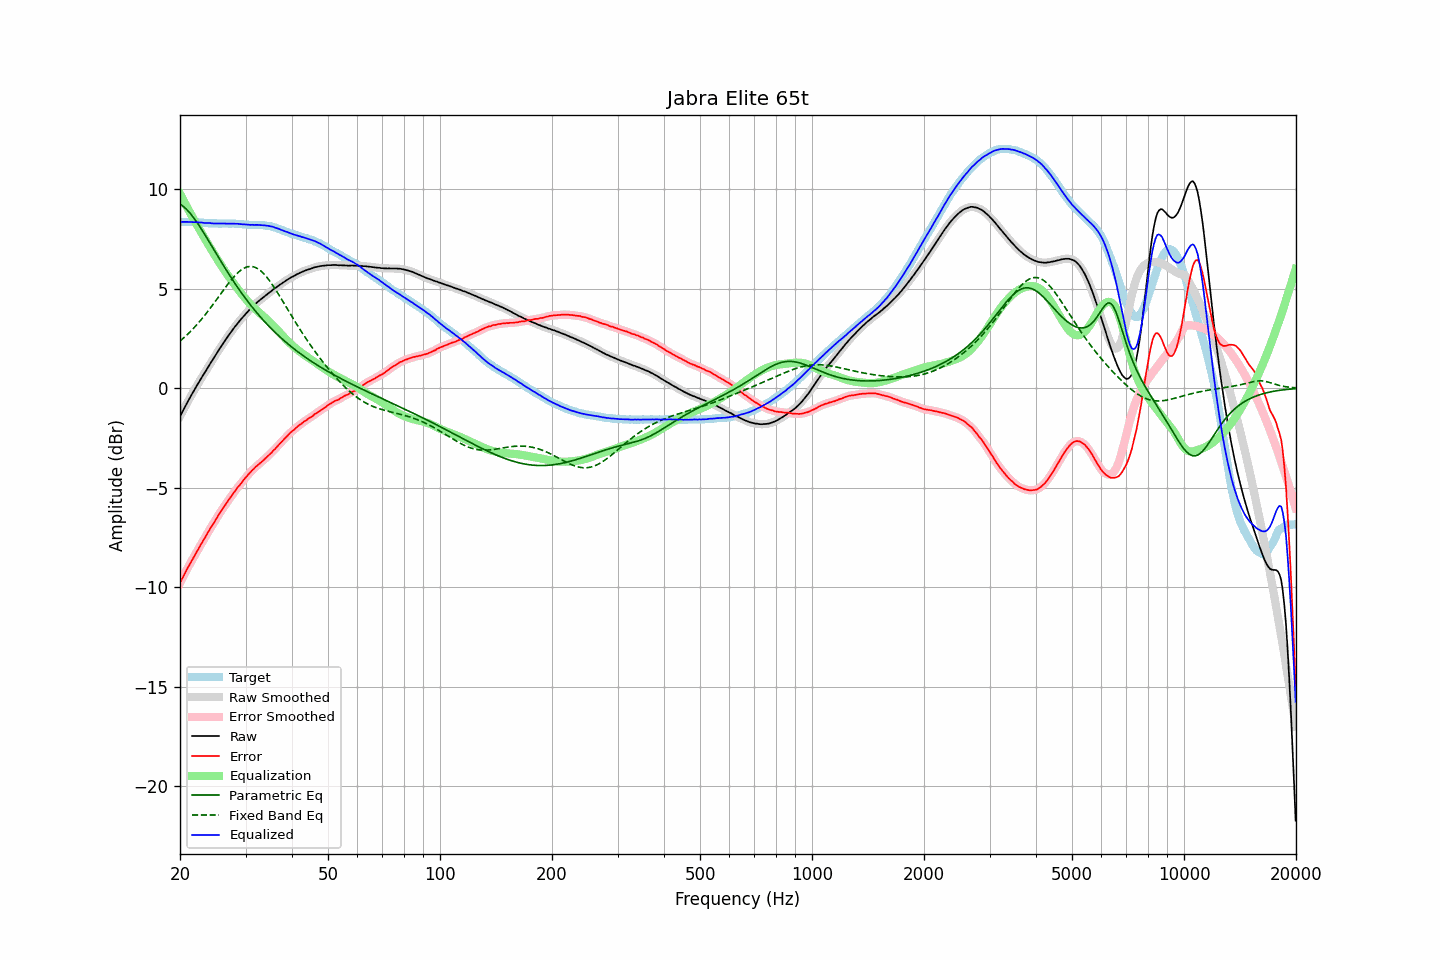 Jabra Elite 65t
Amplitude (dBr)
10
5
0
−5
−10
−15
−20
Target
Raw Smoothed
Error Smoothed
Raw
Error
Equalization
Parametric Eq
Fixed Band Eq
Equalized
20 50 100 200 500 1000 2000 5000 10000 20000
Frequency (Hz)